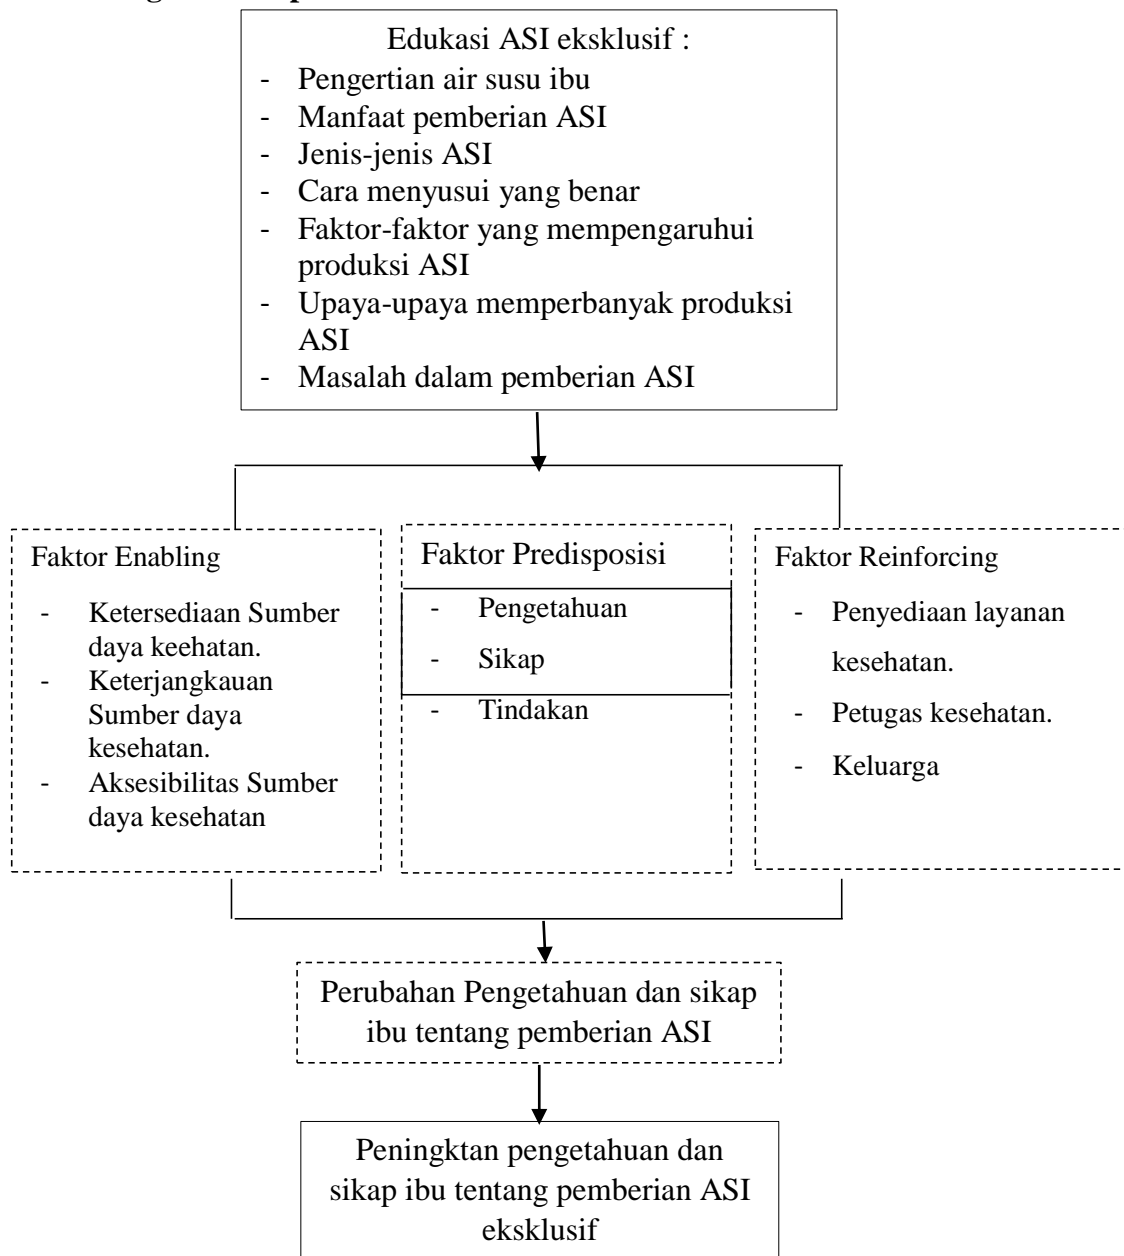 Edukasi ASI eksklusif :
- Pengertian air susu ibu
- Manfaat pemberian ASI
- Jenis-jenis ASI
- Cara menyusui yang benar
- Faktor-faktor yang mempengaruhi
produksi ASI
- Upaya-upaya memperbanyak produksi
ASI
- Masalah dalam pemberian ASI
Faktor Enabling
- Ketersediaan Sumber
daya keehatan.
- Keterjangkauan
Sumber daya
kesehatan.
- Aksesibilitas Sumber
daya kesehatan
Faktor Predisposisi
- Pengetahuan
- Sikap
- Tindakan
Faktor Reinforcing
- Penyediaan layanan
kesehatan.
- Petugas kesehatan.
- Keluarga
Perubahan Pengetahuan dan sikap
ibu tentang pemberian ASI
Peningktan pengetahuan dan
sikap ibu tentang pemberian ASI
eksklusif